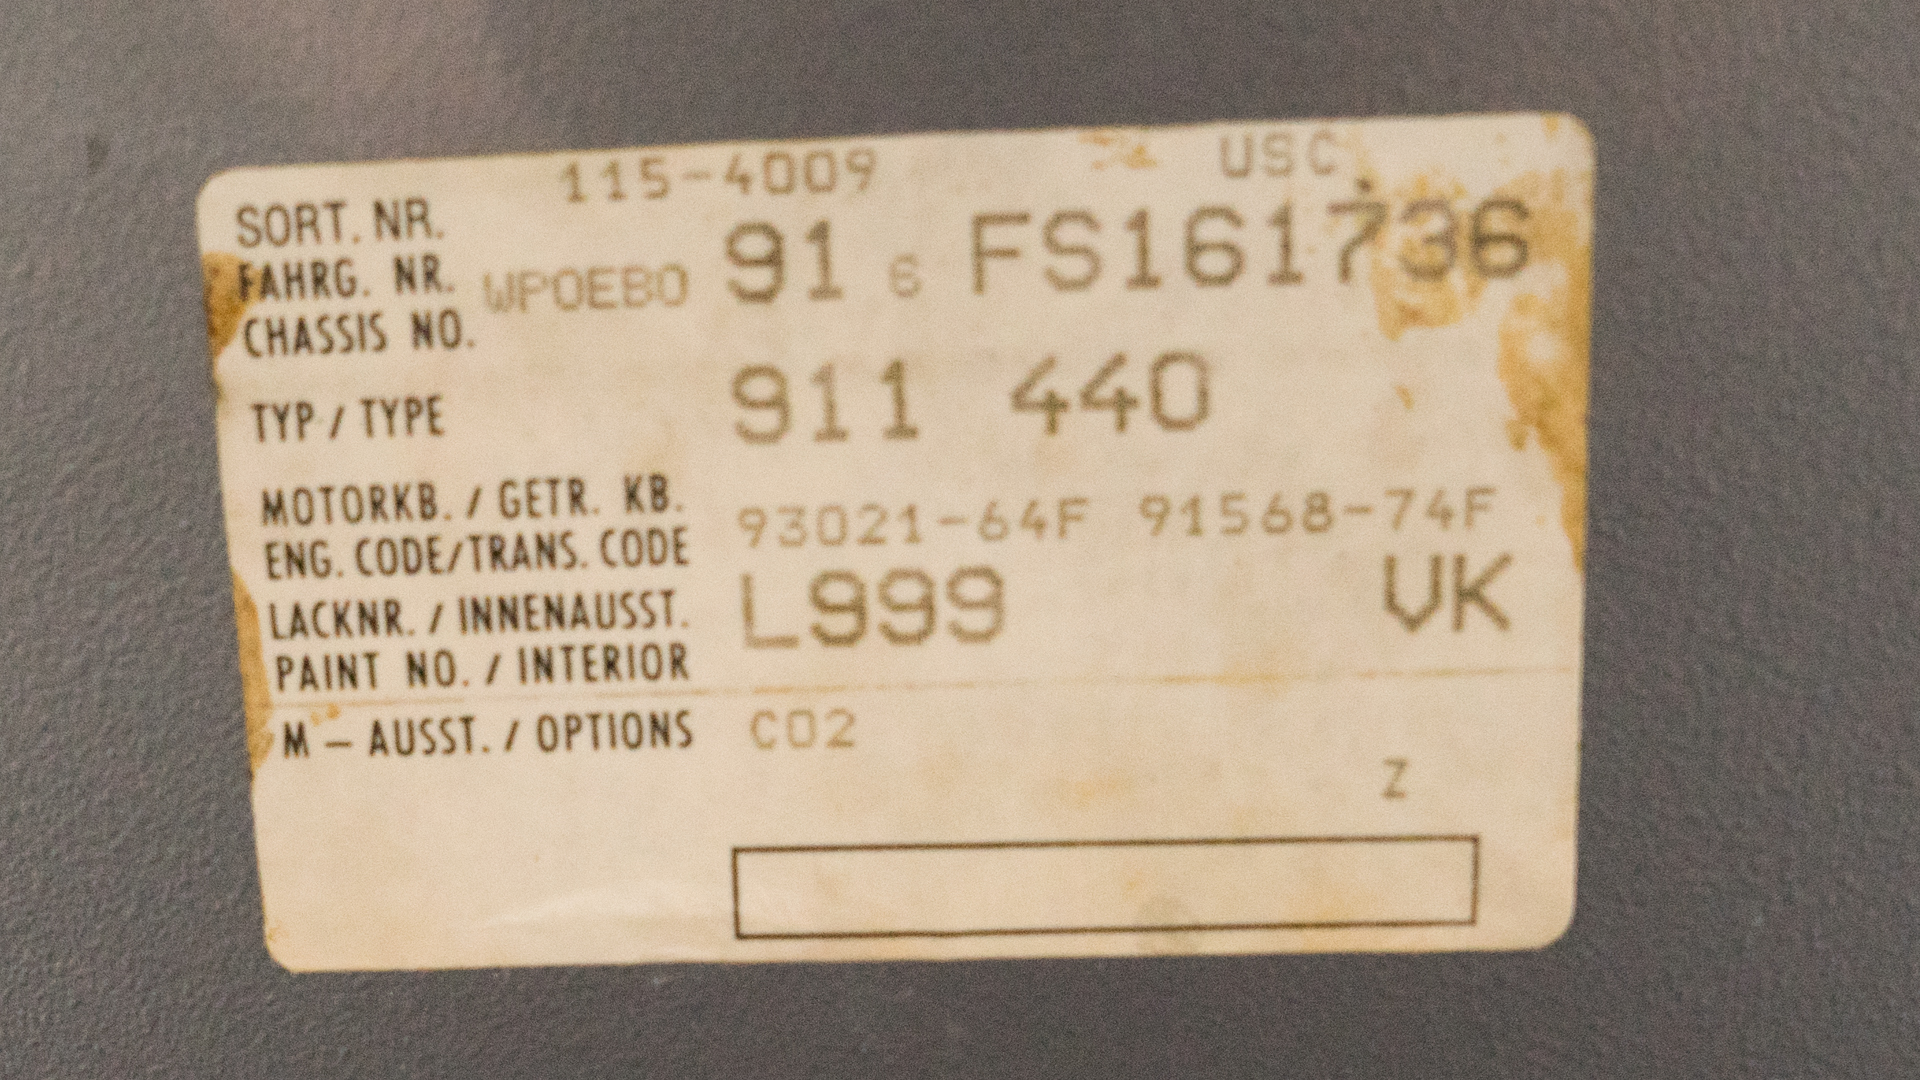 115-4009 USC
SORT. NR.
FAHRG. NR. WPOEBO 91 6 FS161736
CHASSIS NO.
TYP / TYPE 911 440
MOTORKB. / GETR. KB.
ENG. CODE/TRANS. CODE 93021-64F 91568-74F
LACKNR. / INNENAUSST. L999 VK
PAINT NO. / INTERIOR
M – AUSST. / OPTIONS C02
Z